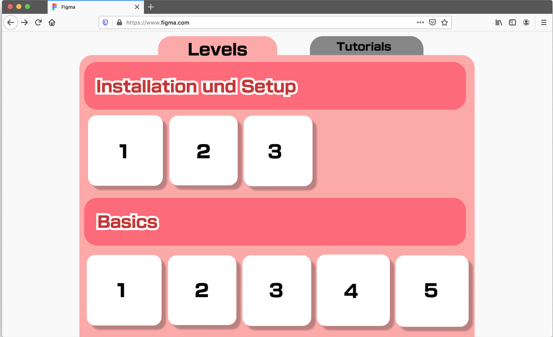 Figma
https://www.figma.com
Levels
Tutorials
Installation und Setup
1 2 3
Basics
1 2 3 4 5